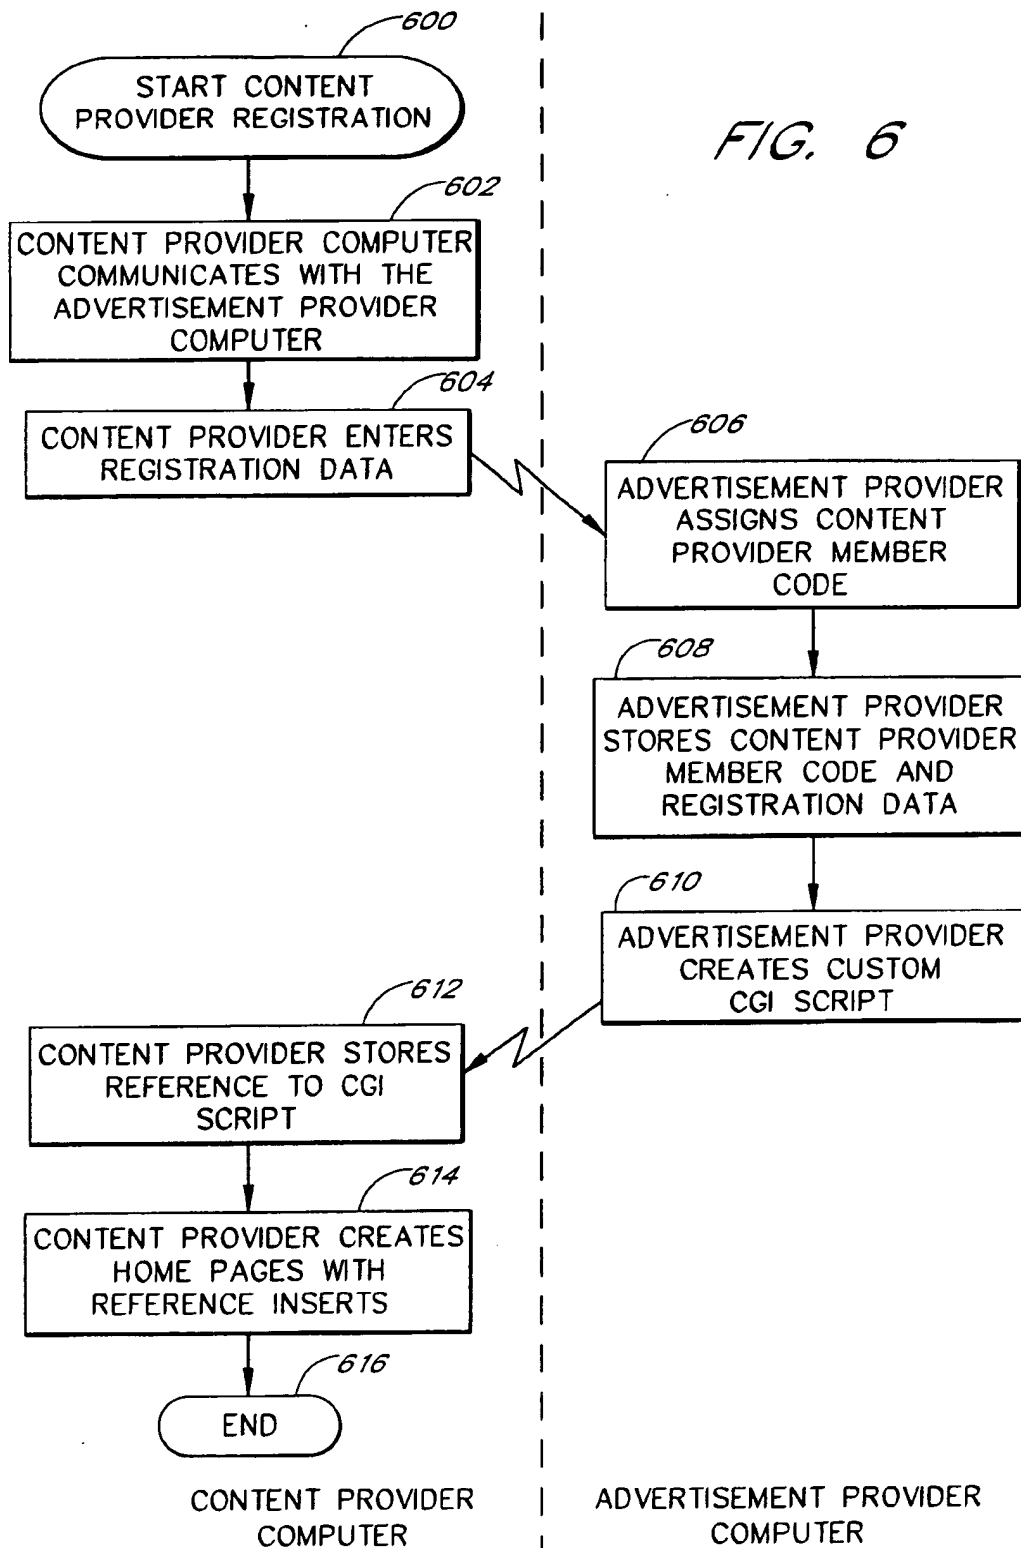 600
START CONTENT
PROVIDER REGISTRATION
FIG. 6
602
CONTENT PROVIDER COMPUTER
COMMUNICATES WITH THE
ADVERTISEMENT PROVIDER
COMPUTER
604
CONTENT PROVIDER ENTERS
REGISTRATION DATA
606
ADVERTISEMENT PROVIDER
ASSIGNS CONTENT
PROVIDER MEMBER
CODE
608
ADVERTISEMENT PROVIDER
STORES CONTENT PROVIDER
MEMBER CODE AND
REGISTRATION DATA
610
ADVERTISEMENT PROVIDER
CREATES CUSTOM
CGI SCRIPT
612
CONTENT PROVIDER STORES
REFERENCE TO CGI
SCRIPT
614
CONTENT PROVIDER CREATES
HOME PAGES WITH
REFERENCE INSERTS
616
END
CONTENT PROVIDER
COMPUTER
ADVERTISEMENT PROVIDER
COMPUTER